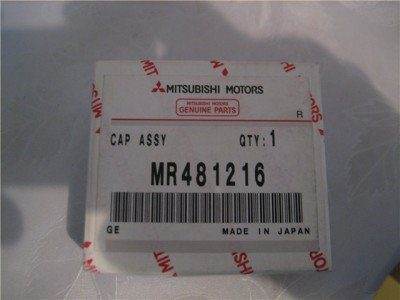 MITSUBISHI MOTORS
MITSUBISHI MOTORS
GENUINE PARTS
R
CAP ASSY QTY:1
MR481216
GE MADE IN JAPAN